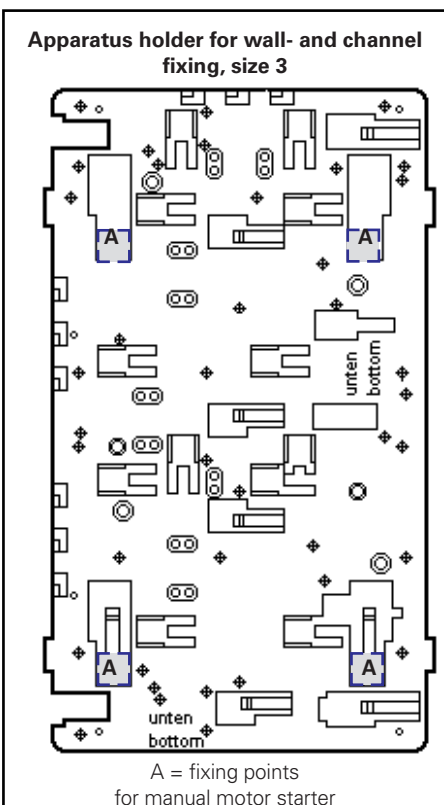 Apparatus holder for wall- and channel
fixing, size 3
A
A
unten
bottom
A
A
unten
bottom
A = fixing points
for manual motor starter